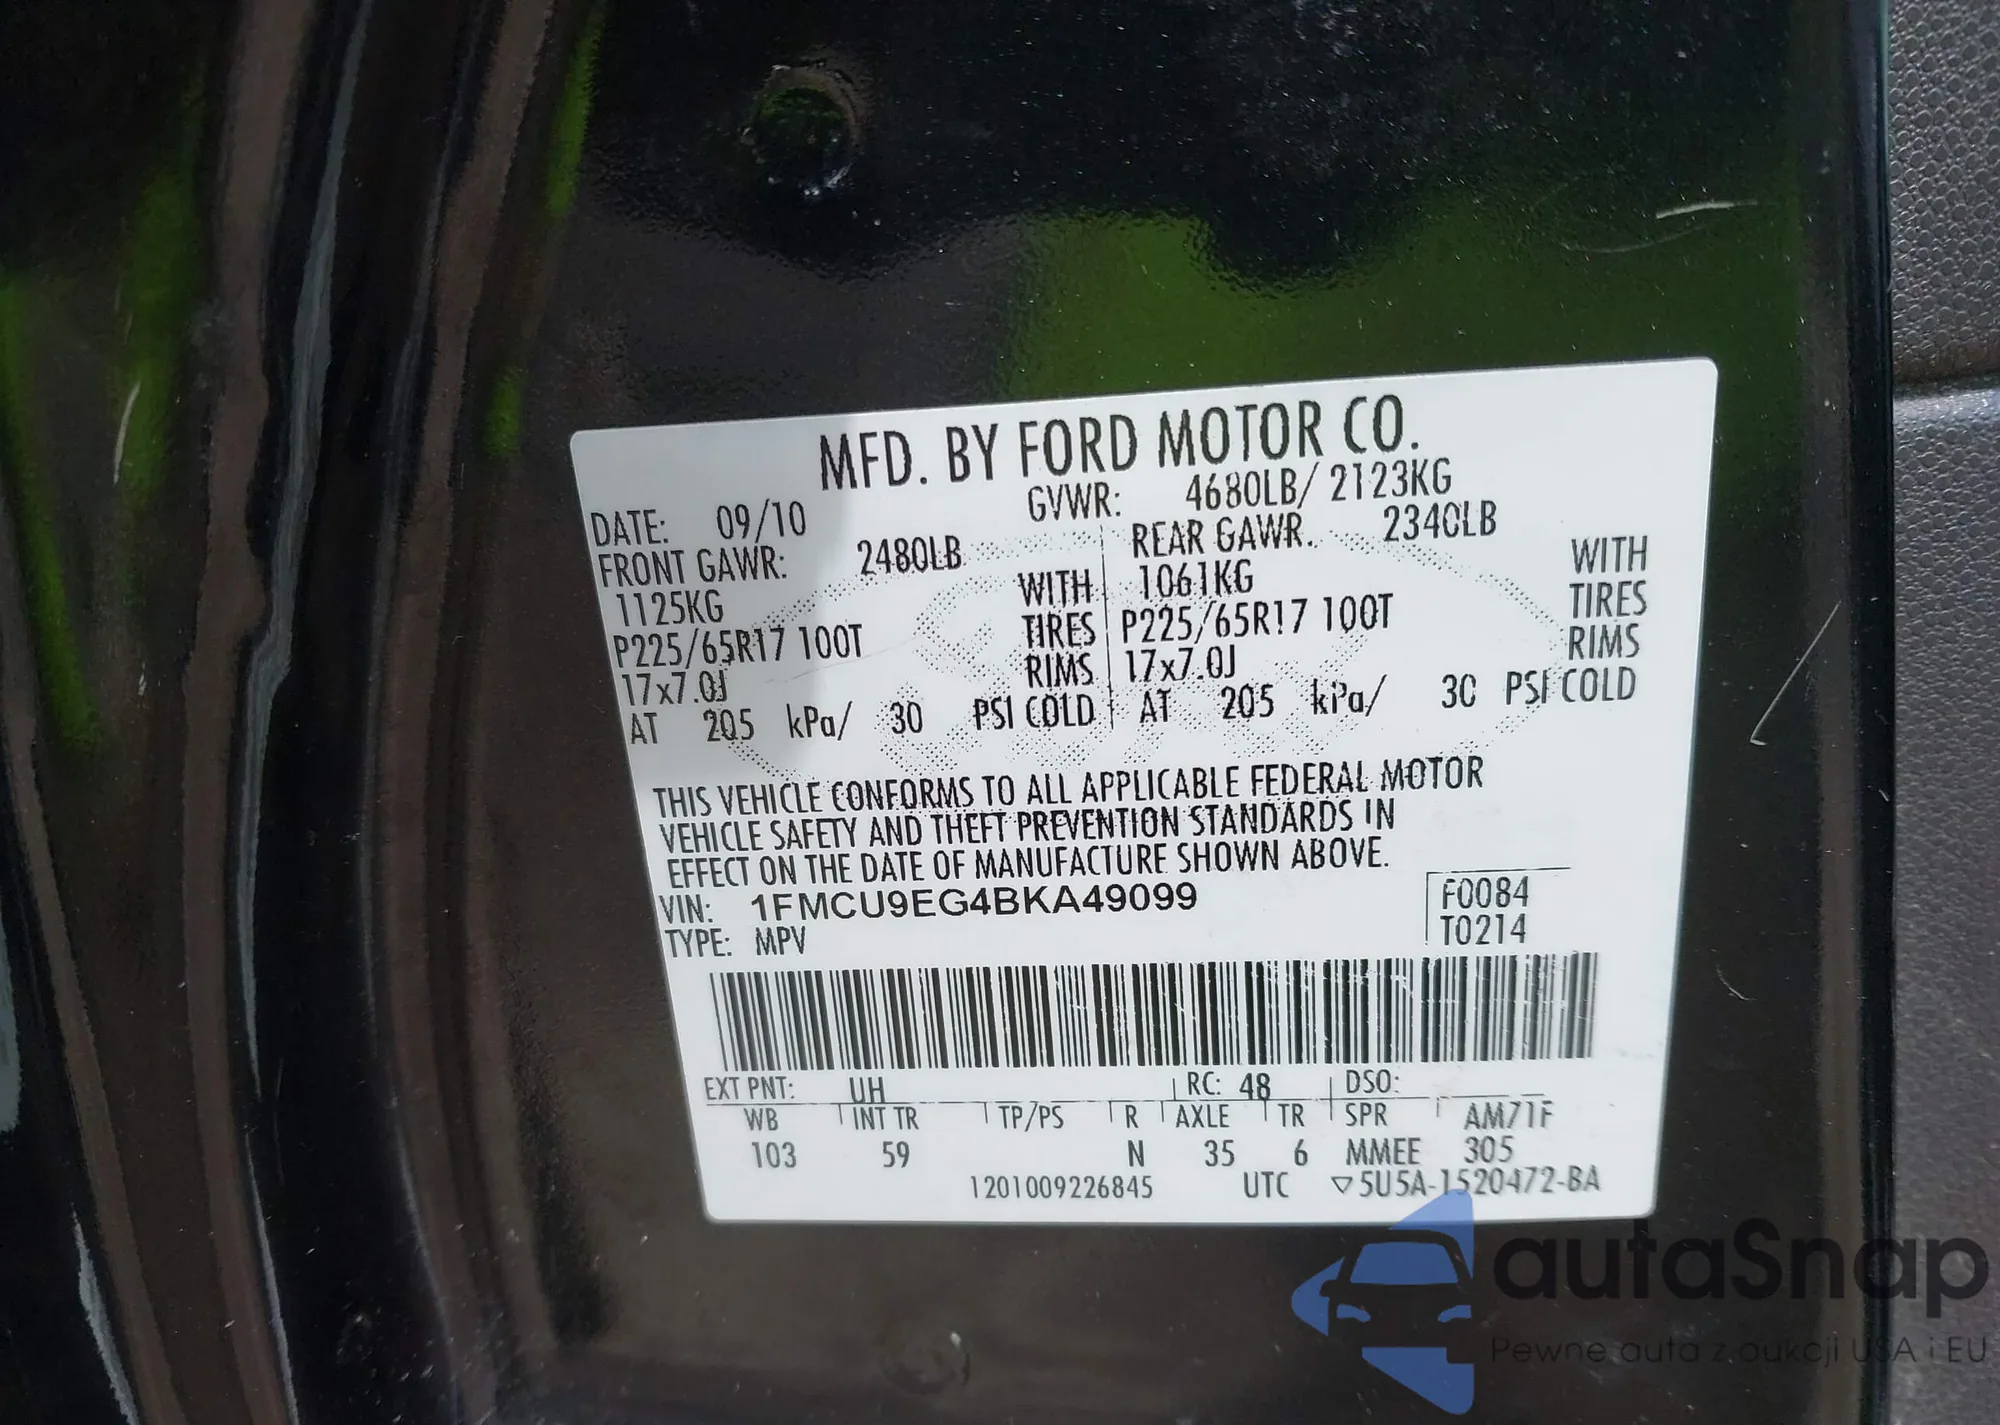 MFD. BY FORD MOTOR CO.
DATE: 09/10 GVWR: 4680LB/ 2123KG
FRONT GAWR: 2480LB REAR GAWR. 2340LB
1125KG WITH 1061KG WITH
P225/65R17 100T TIRES P225/65R17 100T TIRES
17x7.0J RIMS 17x7.0J RIMS
AT 205 kPa/ 30 PSI COLD AT 205 kPa/ 30 PSI COLD
THIS VEHICLE CONFORMS TO ALL APPLICABLE FEDERAL MOTOR
VEHICLE SAFETY AND THEFT PREVENTION STANDARDS IN
EFFECT ON THE DATE OF MANUFACTURE SHOWN ABOVE.
VIN: 1FMCU9EG4BKA49099 F0084
TYPE: MPV T0214
EXT PNT: UH RC: 48 DSO:
WB INT TR TP/PS R AXLE TR SPR AM71F
103 59 N 35 6 MMEE 305
1201009226845 UTC ▽5U5A-1520472-BA
autaSnap
Pewne auta z aukcji USA i EU